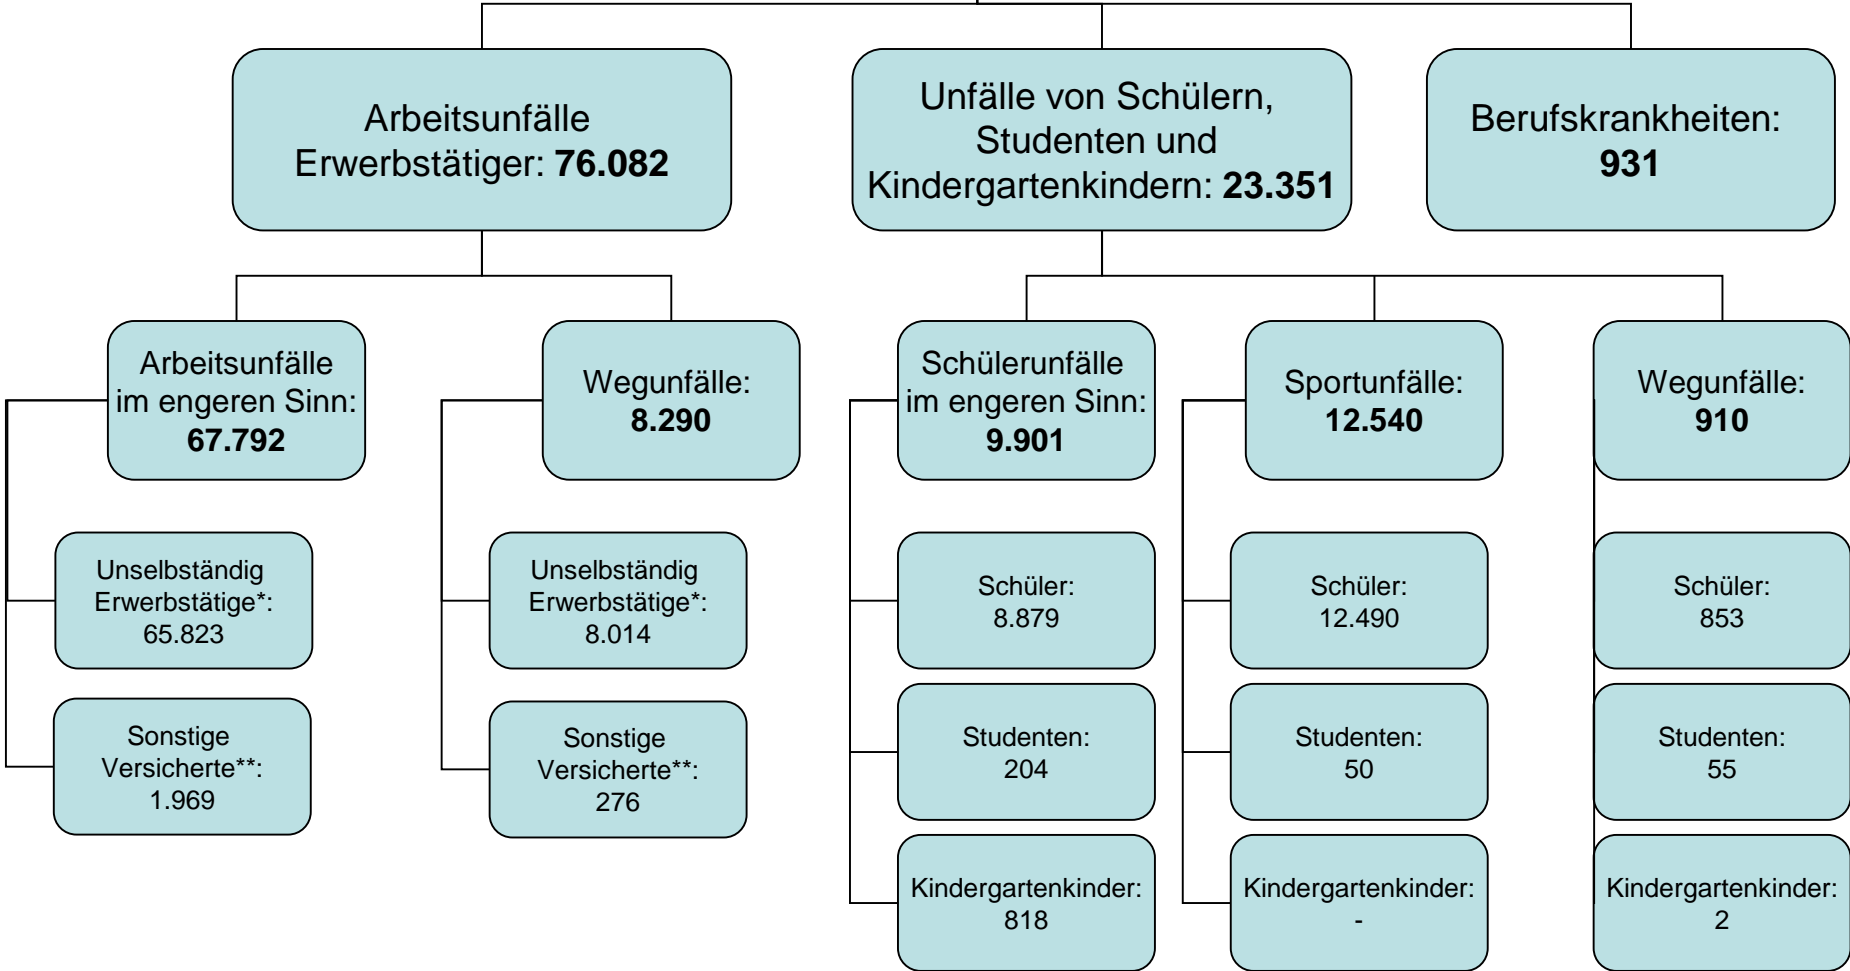 Arbeitsunfälle
Erwerbstätiger: 76.082
Unfälle von Schülern,
Studenten und
Kindergartenkindern: 23.351
Berufskrankheiten:
931
Arbeitsunfälle
im engeren Sinn:
67.792
Wegunfälle:
8.290
Schülerunfälle
im engeren Sinn:
9.901
Sportunfälle:
12.540
Wegunfälle:
910
Unselbständig
Erwerbstätige*:
65.823
Unselbständig
Erwerbstätige*:
8.014
Schüler:
8.879
Schüler:
12.490
Schüler:
853
Sonstige
Versicherte**:
1.969
Sonstige
Versicherte**:
276
Studenten:
204
Studenten:
50
Studenten:
55
Kindergartenkinder:
818
Kindergartenkinder:
-
Kindergartenkinder:
2